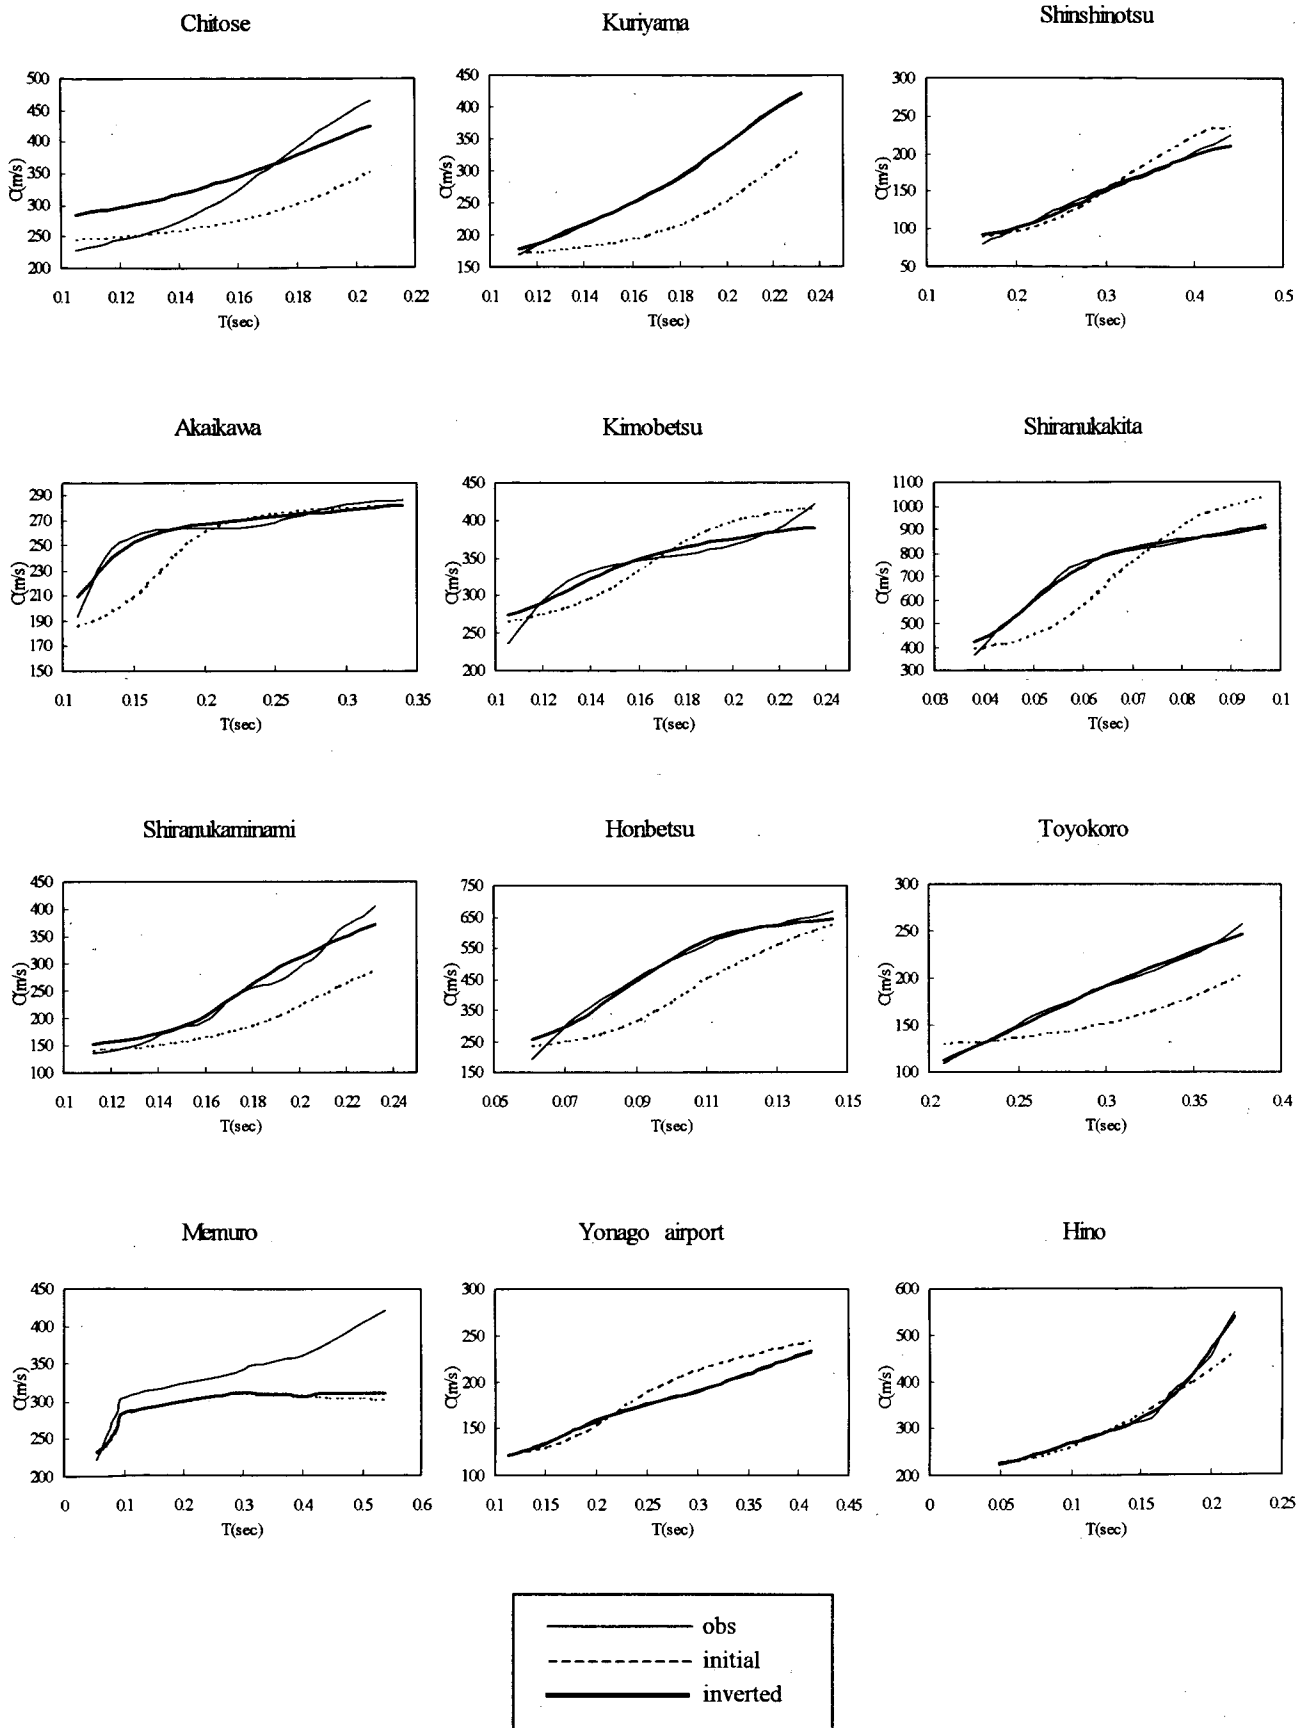 Chitose
500
450
400
350
300
250
200
C(m/s)
0.1 0.12 0.14 0.16 0.18 0.2 0.22
T(sec)
Kuriyama
450
400
350
300
250
200
150
C(m/s)
0.1 0.12 0.14 0.16 0.18 0.2 0.22 0.24
T(sec)
Shinshinotsu
300
250
200
150
100
50
C(m/s)
0.1 0.2 0.3 0.4 0.5
T(sec)
Akaikawa
290
270
250
230
210
190
170
150
C(m/s)
0.1 0.15 0.2 0.25 0.3 0.35
T(sec)
Kimobetsu
450
400
350
300
250
200
C(m/s)
0.1 0.12 0.14 0.16 0.18 0.2 0.22 0.24
T(sec)
Shiranukakita
1100
1000
900
800
700
600
500
400
300
C(m/s)
0.03 0.04 0.05 0.06 0.07 0.08 0.09 0.1
T(sec)
Shiranukaminami
450
400
350
300
250
200
150
100
C(m/s)
0.1 0.12 0.14 0.16 0.18 0.2 0.22 0.24
T(sec)
Honbetsu
750
650
550
450
350
250
150
C(m/s)
0.05 0.07 0.09 0.11 0.13 0.15
T(sec)
Toyokoro
300
250
200
150
100
C(m/s)
0.2 0.25 0.3 0.35 0.4
T(sec)
Memuro
450
400
350
300
250
200
C(m/s)
0 0.1 0.2 0.3 0.4 0.5 0.6
T(sec)
Yonago airport
300
250
200
150
100
C(m/s)
0.1 0.15 0.2 0.25 0.3 0.35 0.4 0.45
T(sec)
Hino
600
500
400
300
200
C(m/s)
0 0.05 0.1 0.15 0.2 0.25
T(sec)
obs
initial
inverted